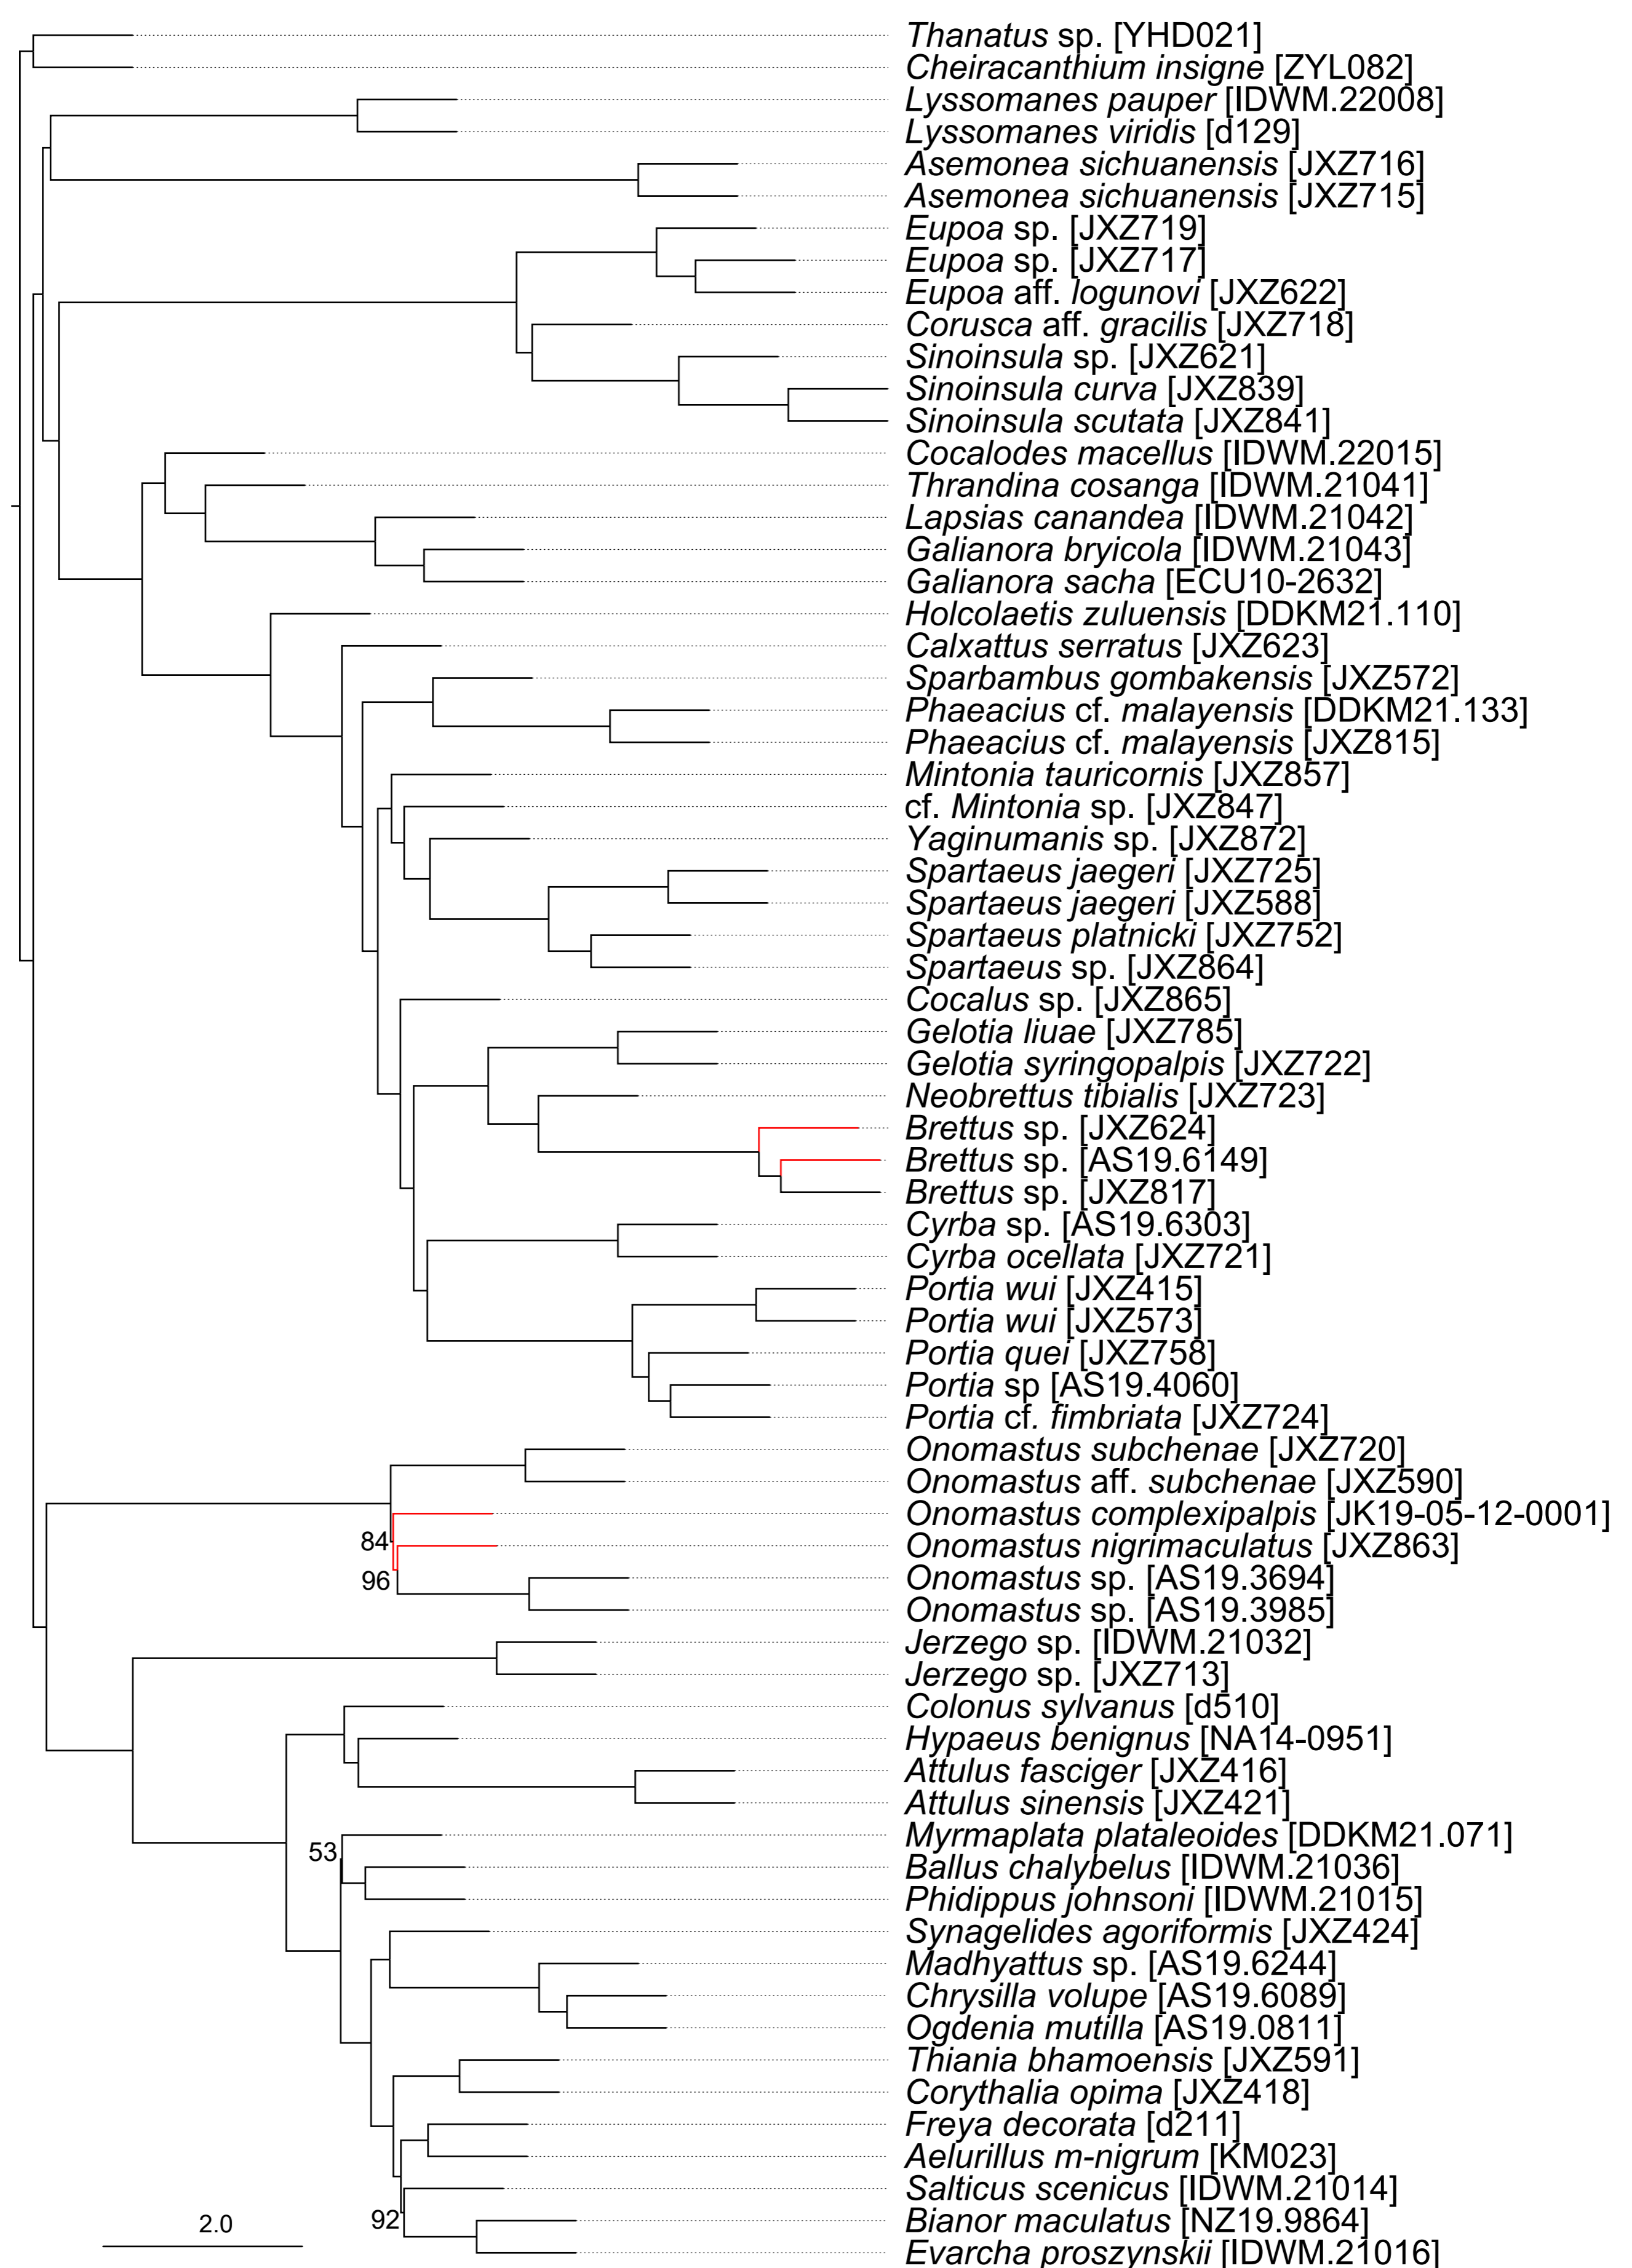 Thanatus sp. [YHD021]
Cheiracanthium insigne [ZYL082]
Lyssomanes pauper [IDWM.22008]
Lyssomanes viridis [d129]
Asemonea sichuanensis [JXZ716]
Asemonea sichuanensis [JXZ715]
Eupoa sp. [JXZ719]
Eupoa sp. [JXZ717]
Eupoa aff. logunovi [JXZ622]
Corusca aff. gracilis [JXZ718]
Sinoinsula sp. [JXZ621]
Sinoinsula curva [JXZ839]
Sinoinsula scutata [JXZ841]
Cocalodes macellus [IDWM.22015]
Thrandina cosanga [IDWM.21041]
Lapsias canandea [IDWM.21042]
Galianora bryicola [IDWM.21043]
Galianora sacha [ECU10-2632]
Holcolaetis zuluensis [DDKM21.110]
Calxattus serratus [JXZ623]
Sparbambus gombakensis [JXZ572]
Phaeacius cf. malayensis [DDKM21.133]
Phaeacius cf. malayensis [JXZ815]
Mintonia tauricornis [JXZ857]
cf. Mintonia sp. [JXZ847]
Yaginumanis sp. [JXZ872]
Spartaeus jaegeri [JXZ725]
Spartaeus jaegeri [JXZ588]
Spartaeus platnicki [JXZ752]
Spartaeus sp. [JXZ864]
Cocalus sp. [JXZ865]
Gelotia liuae [JXZ785]
Gelotia syringopalpis [JXZ722]
Neobrettus tibialis [JXZ723]
Brettus sp. [JXZ624]
Brettus sp. [AS19.6149]
Brettus sp. [JXZ817]
Cyrba sp. [AS19.6303]
Cyrba ocellata [JXZ721]
Portia wui [JXZ415]
Portia wui [JXZ573]
Portia quei [JXZ758]
Portia sp [AS19.4060]
Portia cf. fimbriata [JXZ724]
Onomastus subchenae [JXZ720]
Onomastus aff. subchenae [JXZ590]
Onomastus complexipalpis [JK19-05-12-0001]
84
Onomastus nigrimaculatus [JXZ863]
96
Onomastus sp. [AS19.3694]
Onomastus sp. [AS19.3985]
Jerzego sp. [IDWM.21032]
Jerzego sp. [JXZ713]
Colonus sylvanus [d510]
Hypaeus benignus [NA14-0951]
Attulus fasciger [JXZ416]
Attulus sinensis [JXZ421]
Myrmaplata plataleoides [DDKM21.071]
53
Ballus chalybelus [IDWM.21036]
Phidippus johnsoni [IDWM.21015]
Synagelides agoriformis [JXZ424]
Madhyattus sp. [AS19.6244]
Chrysilla volupe [AS19.6089]
Ogdenia mutilla [AS19.0811]
Thiania bhamoensis [JXZ591]
Corythalia opima [JXZ418]
Freya decorata [d211]
Aelurillus m-nigrum [KM023]
Salticus scenicus [IDWM.21014]
92
2.0
Bianor maculatus [NZ19.9864]
Evarcha proszynskii [IDWM.21016]